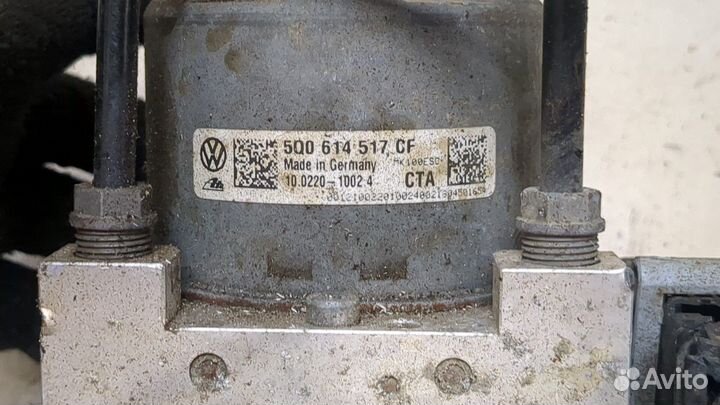 5Q0 614 517 CF
Made in Germany MK100ESC
10.0220-1002.4 CTA
Avito